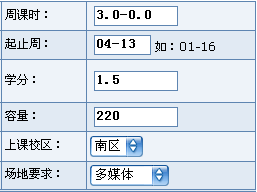 周课时： 3.0-0.0
起止周： 04-13 如：01-16
学分： 1.5
容量： 220
上课校区： 南区
场地要求： 多媒体